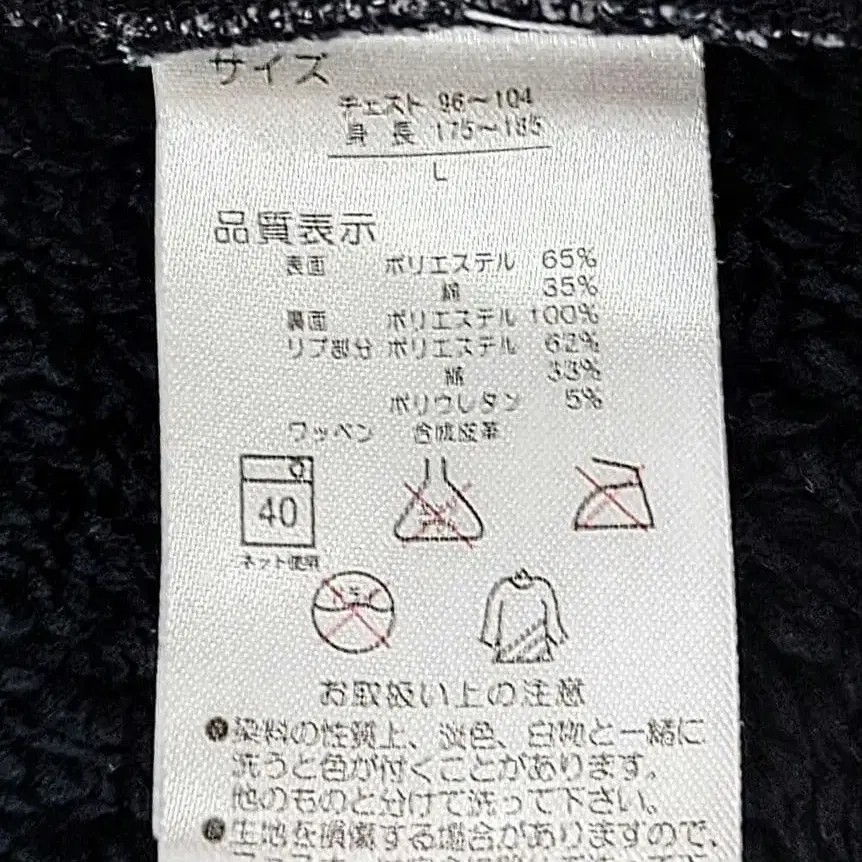 サイズ
チェスト 96～104
身長 175～185
L
品質表示
表面 ポリエステル 65%
綿 35%
裏面 ポリエステル 100%
リブ部分 ポリエステル 62%
綿 33%
ポリウレタン 5%
ワッペン 合成皮革
40
ネット使用
お取扱い上の注意
●染料の性質上、淡色、白物と一緒に
洗うと色が付くことがあります。
他のものと分けて洗って下さい。
●生地を損傷する場合がありますので、